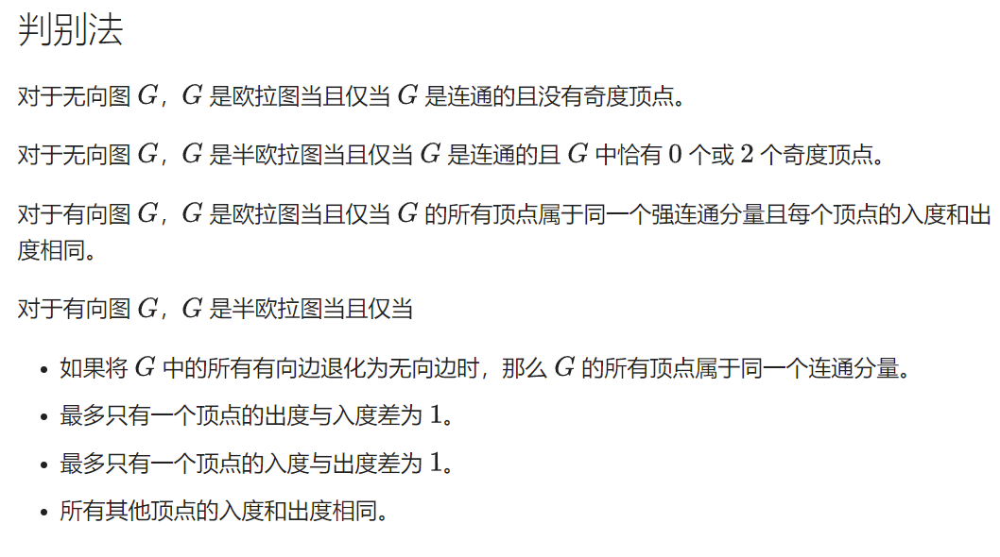 判别法
对于无向图 G，G 是欧拉图当且仅当 G 是连通的且没有奇度顶点。
对于无向图 G，G 是半欧拉图当且仅当 G 是连通的且 G 中恰有 0 个或 2 个奇度顶点。
对于有向图 G，G 是欧拉图当且仅当 G 的所有顶点属于同一个强连通分量且每个顶点的入度和出
度相同。
对于有向图 G，G 是半欧拉图当且仅当
• 如果将 G 中的所有有向边退化为无向边时，那么 G 的所有顶点属于同一个连通分量。
• 最多只有一个顶点的出度与入度差为 1。
• 最多只有一个顶点的入度与出度差为 1。
• 所有其他顶点的入度和出度相同。